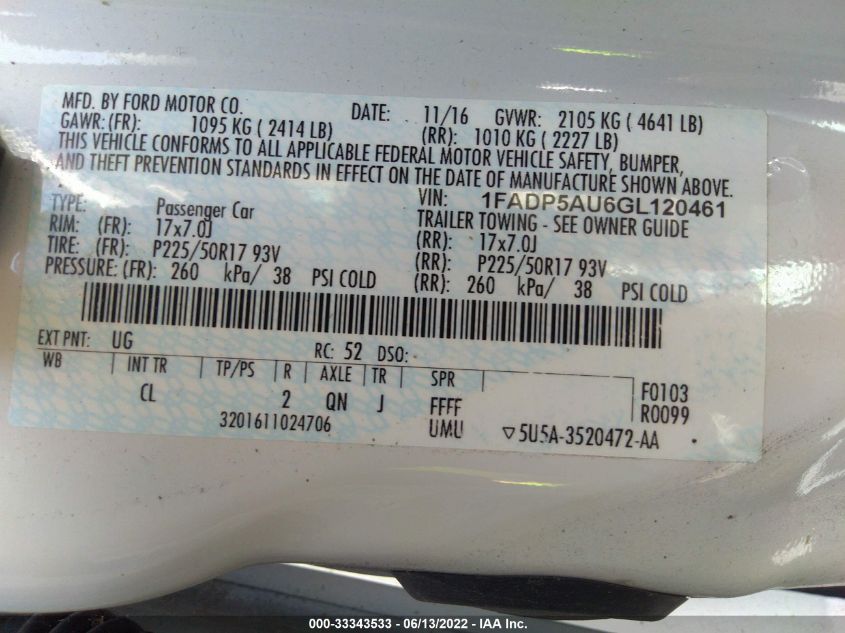 MFD. BY FORD MOTOR CO. DATE: 11/16 GVWR: 2105 KG ( 4641 LB)
GAWR:(FR): 1095 KG ( 2414 LB) (RR): 1010 KG ( 2227 LB)
THIS VEHICLE CONFORMS TO ALL APPLICABLE FEDERAL MOTOR VEHICLE SAFETY, BUMPER,
AND THEFT PREVENTION STANDARDS IN EFFECT ON THE DATE OF MANUFACTURE SHOWN ABOVE.
VIN: 1FADP5AU6GL120461
TYPE: Passenger Car TRAILER TOWING - SEE OWNER GUIDE
RIM: (FR): 17x7.0J (RR): 17x7.0J
TIRE: (FR): P225/50R17 93V (RR): P225/50R17 93V
PRESSURE: (FR): 260 kPa/ 38 PSI COLD (RR): 260 kPa/ 38 PSI COLD
EXT PNT: UG RC: 52 DSO:
WB INT TR TP/PS R AXLE TR SPR F0103
CL 2 QN J FFFF R0099
3201611024706 UMU ▽5U5A-3520472-AA
000-33343533 - 06/13/2022 - IAA Inc.